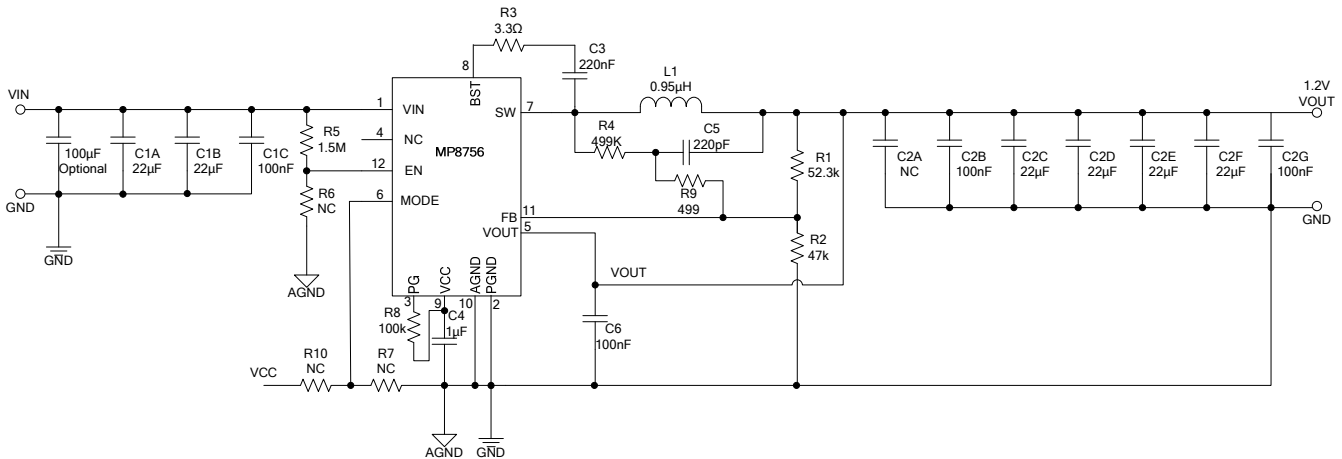 R3
3.3Ω
C3
220nF
L1
0.95µH
8
BST
VIN
1
VIN
SW
7
1.2V
VOUT
R5
1.5M
4
NC
MP8756
R4
499K
C5
220pF
R1
52.3k
100µF
Optional
C1A
22µF
C1B
22µF
C1C
100nF
12
EN
C2A
NC
C2B
100nF
C2C
22µF
C2D
22µF
C2E
22µF
C2F
22µF
C2G
100nF
GND
R6
NC
6
MODE
R9
499
FB
11
VOUT
5
GND
R2
47k
GND
AGND
PG
VCC
AGND
PGND
3
9
10
2
VOUT
R8
100k
C4
1µF
C6
100nF
VCC
R10
NC
R7
NC
AGND
GND